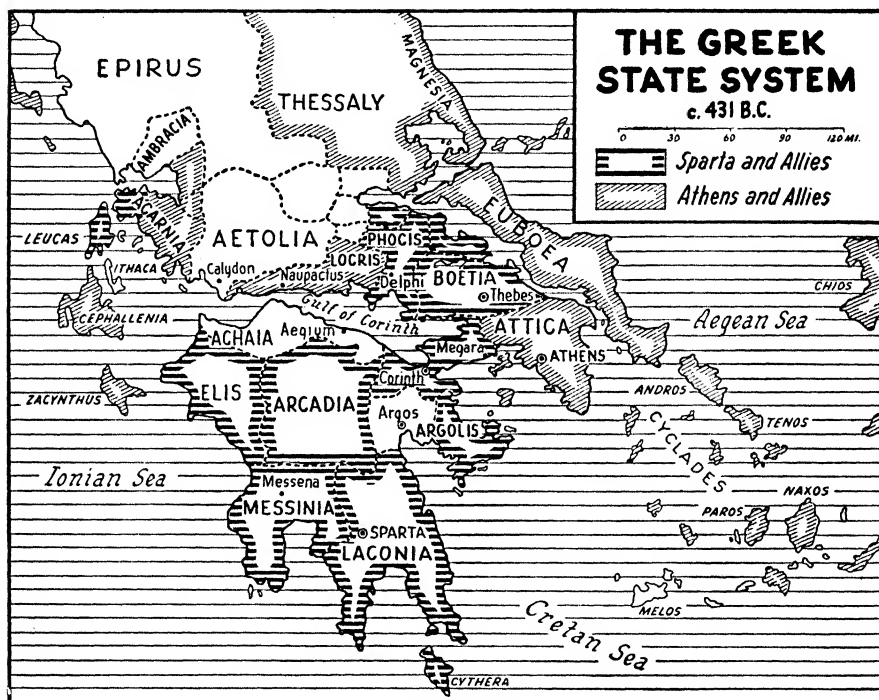 THE GREEK
STATE SYSTEM
c. 431 B.C.
0 30 60 90 120 MI.
Sparta and Allies
Athens and Allies
EPIRUS
THESSALY
MAGNESIA
AMBRACIA
ACARNIA
LEUCAS
AETOLIA
PHOCIS
LOCRIS
EUBOEA
ITHACA
Calydon
Naupactus
Delphi
BOETIA
Thebes
CHIOS
CEPHALLENIA
Gulf of Corinth
ACHAIA
Aegium
Megara
ATTICA
ATHENS
Aegean Sea
ZACYNTHUS
ELIS
ARCADIA
Corinth
Argos
ARGOLIS
ANDROS
TENOS
CYCLADES
Ionian Sea
Messena
MESSINIA
SPARTA
LACONIA
PAROS
NAXOS
MELOS
Cretan Sea
CYTHERA